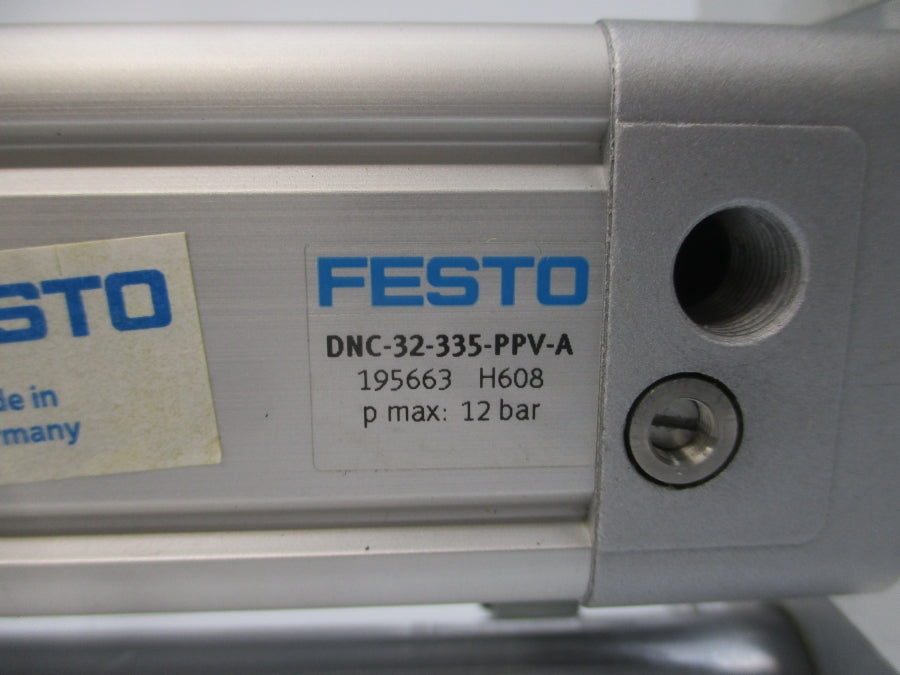 FESTO
DNC-32-335-PPV-A
195663 H608
p max: 12 bar
STO
de in
many